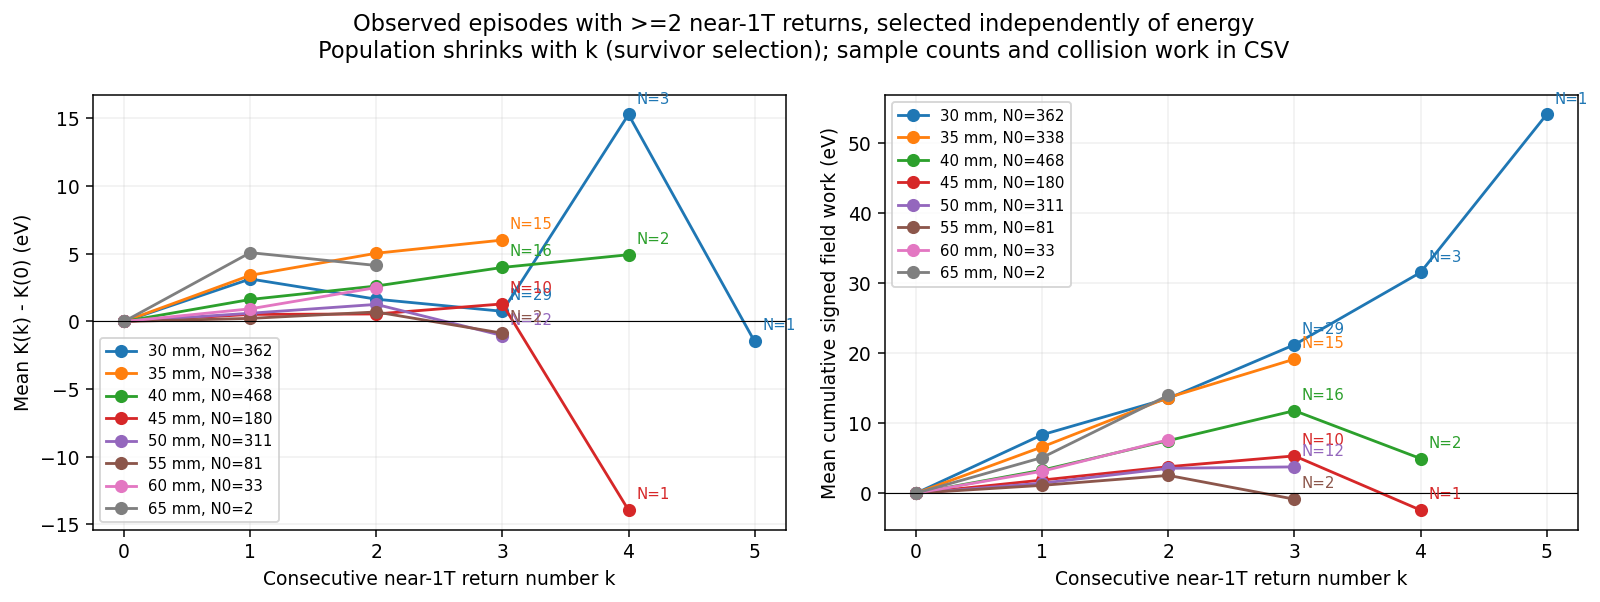 Observed episodes with >=2 near-1T returns, selected independently of energy
Population shrinks with k (survivor selection); sample counts and collision work in CSV
Mean K(k) - K(0) (eV)
15
10
5
0
−5
−10
−15
N=3
N=15
N=16
N=2
N=10
N=29
N=2
N=12
N=1
N=1
30 mm, N0=362
35 mm, N0=338
40 mm, N0=468
45 mm, N0=180
50 mm, N0=311
55 mm, N0=81
60 mm, N0=33
65 mm, N0=2
0 1 2 3 4 5
Consecutive near-1T return number k
Mean cumulative signed field work (eV)
50
40
30
20
10
0
30 mm, N0=362
35 mm, N0=338
40 mm, N0=468
45 mm, N0=180
50 mm, N0=311
55 mm, N0=81
60 mm, N0=33
65 mm, N0=2
N=1
N=3
N=29
N=15
N=16
N=10
N=12
N=2
N=2
N=1
0 1 2 3 4 5
Consecutive near-1T return number k